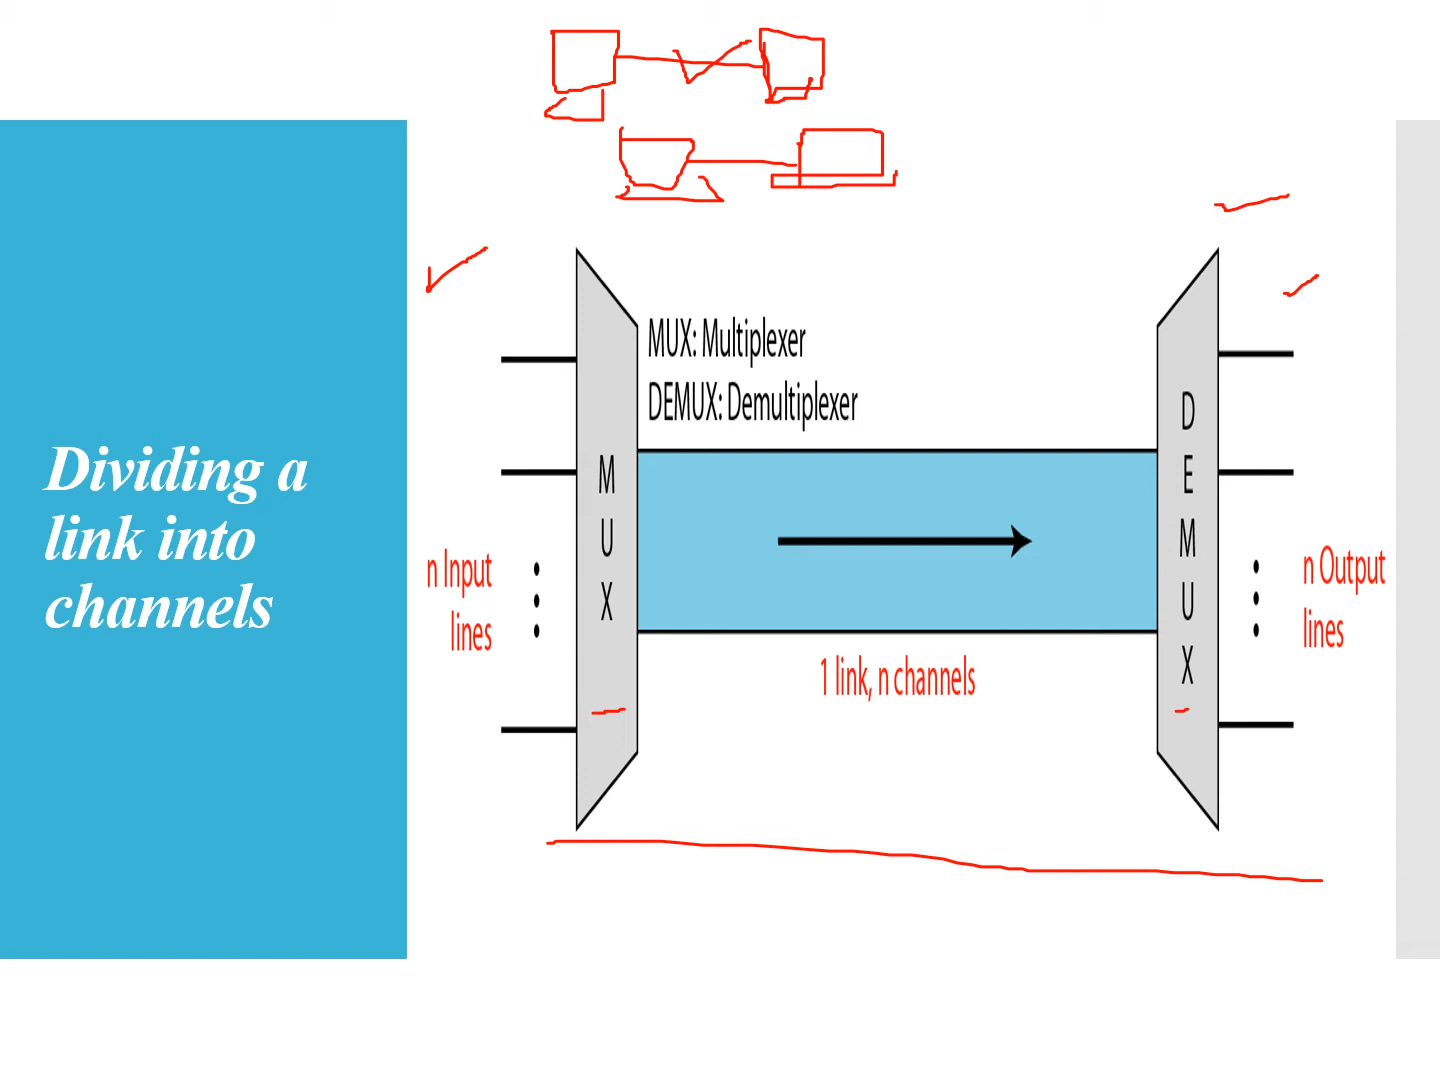 Dividing a
link into
channels
MUX: Multiplexer
DEMUX: Demultiplexer
M
U
X
D
E
M
U
X
n Input
lines
n Output
lines
1 link, n channels